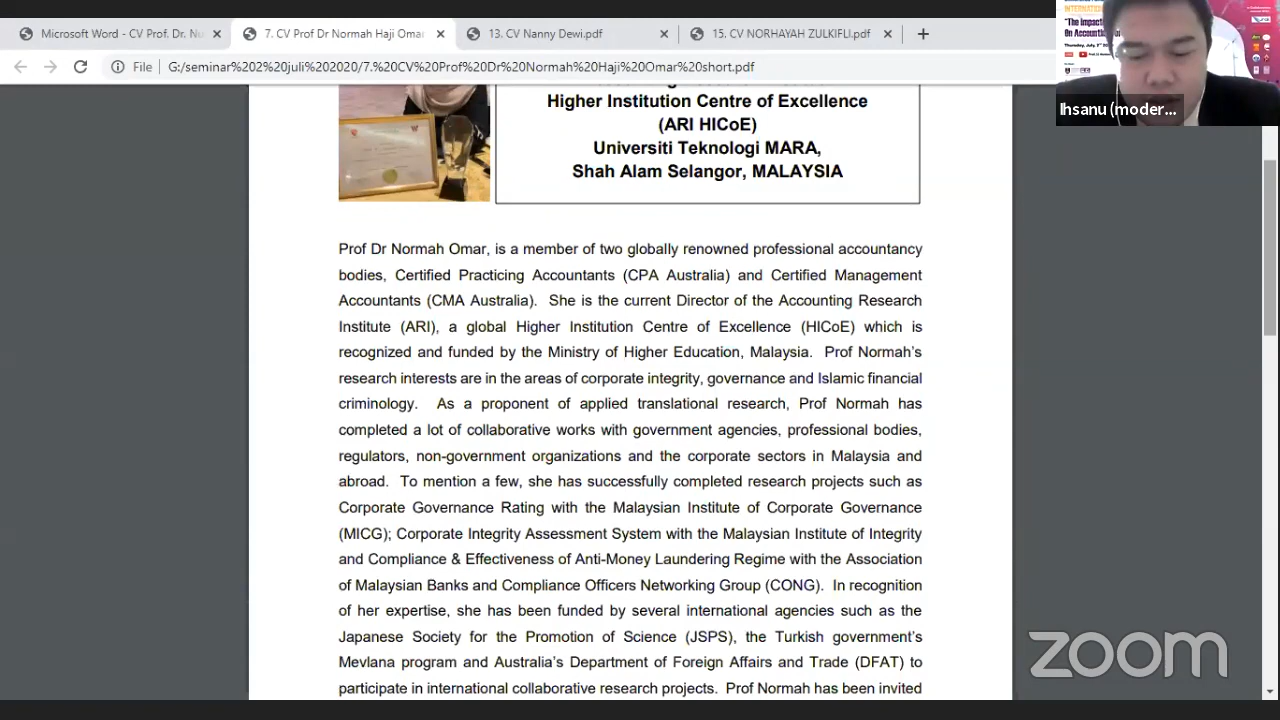 Microsoft Word - CV Prof. Dr. Nu
7. CV Prof Dr Normah Haji Omar
13. CV Nanny Dewi.pdf
15. CV NORHAYAH ZULKIFLI.pdf
File
G:/seminar%202%20juli%202020/7.%20CV%20Prof%20Dr%20Normah%20Haji%20Omar%20short.pdf
INTERNATIO
"The impact
On Accountin
Thursday, July, 2
Ihsanu (moder...
Higher Institution Centre of Excellence
(ARI HICoE)
Universiti Teknologi MARA,
Shah Alam Selangor, MALAYSIA
Prof Dr Normah Omar, is a member of two globally renowned professional accountancy
bodies, Certified Practicing Accountants (CPA Australia) and Certified Management
Accountants (CMA Australia). She is the current Director of the Accounting Research
Institute (ARI), a global Higher Institution Centre of Excellence (HICoE) which is
recognized and funded by the Ministry of Higher Education, Malaysia. Prof Normah's
research interests are in the areas of corporate integrity, governance and Islamic financial
criminology. As a proponent of applied translational research, Prof Normah has
completed a lot of collaborative works with government agencies, professional bodies,
regulators, non-government organizations and the corporate sectors in Malaysia and
abroad. To mention a few, she has successfully completed research projects such as
Corporate Governance Rating with the Malaysian Institute of Corporate Governance
(MICG); Corporate Integrity Assessment System with the Malaysian Institute of Integrity
and Compliance & Effectiveness of Anti-Money Laundering Regime with the Association
of Malaysian Banks and Compliance Officers Networking Group (CONG). In recognition
of her expertise, she has been funded by several international agencies such as the
Japanese Society for the Promotion of Science (JSPS), the Turkish government's
Mevlana program and Australia's Department of Foreign Affairs and Trade (DFAT) to
participate in international collaborative research projects. Prof Normah has been invited
zoom